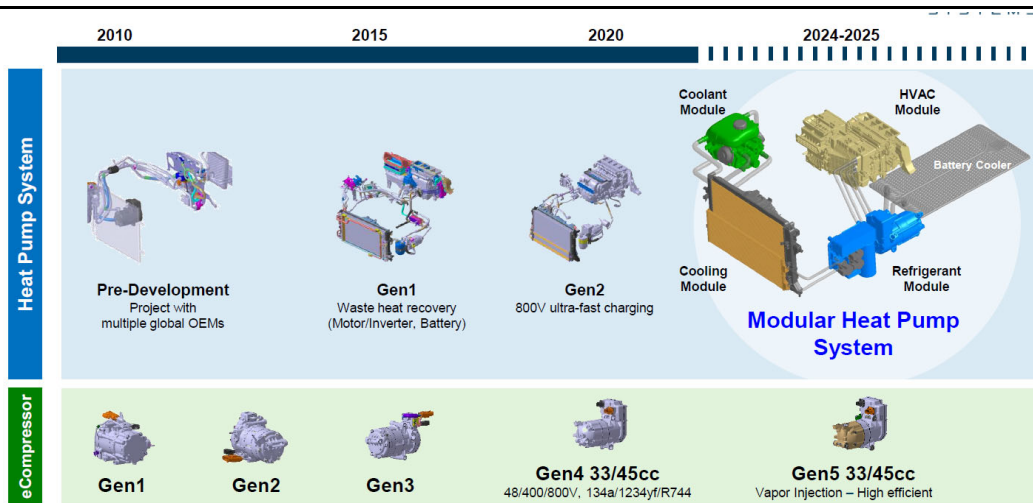 2010
2015
2020
2024-2025
Heat Pump System
Coolant
Module
HVAC
Module
Battery Cooler
Cooling
Module
Refrigerant
Module
Pre-Development
Project with
multiple global OEMs
Gen1
Waste heat recovery
(Motor/Inverter, Battery)
Gen2
800V ultra-fast charging
Modular Heat Pump
System
eCompressor
Gen1
Gen2
Gen3
Gen4 33/45cc
48/400/800V, 134a/1234yf/R744
Gen5 33/45cc
Vapor Injection – High efficient